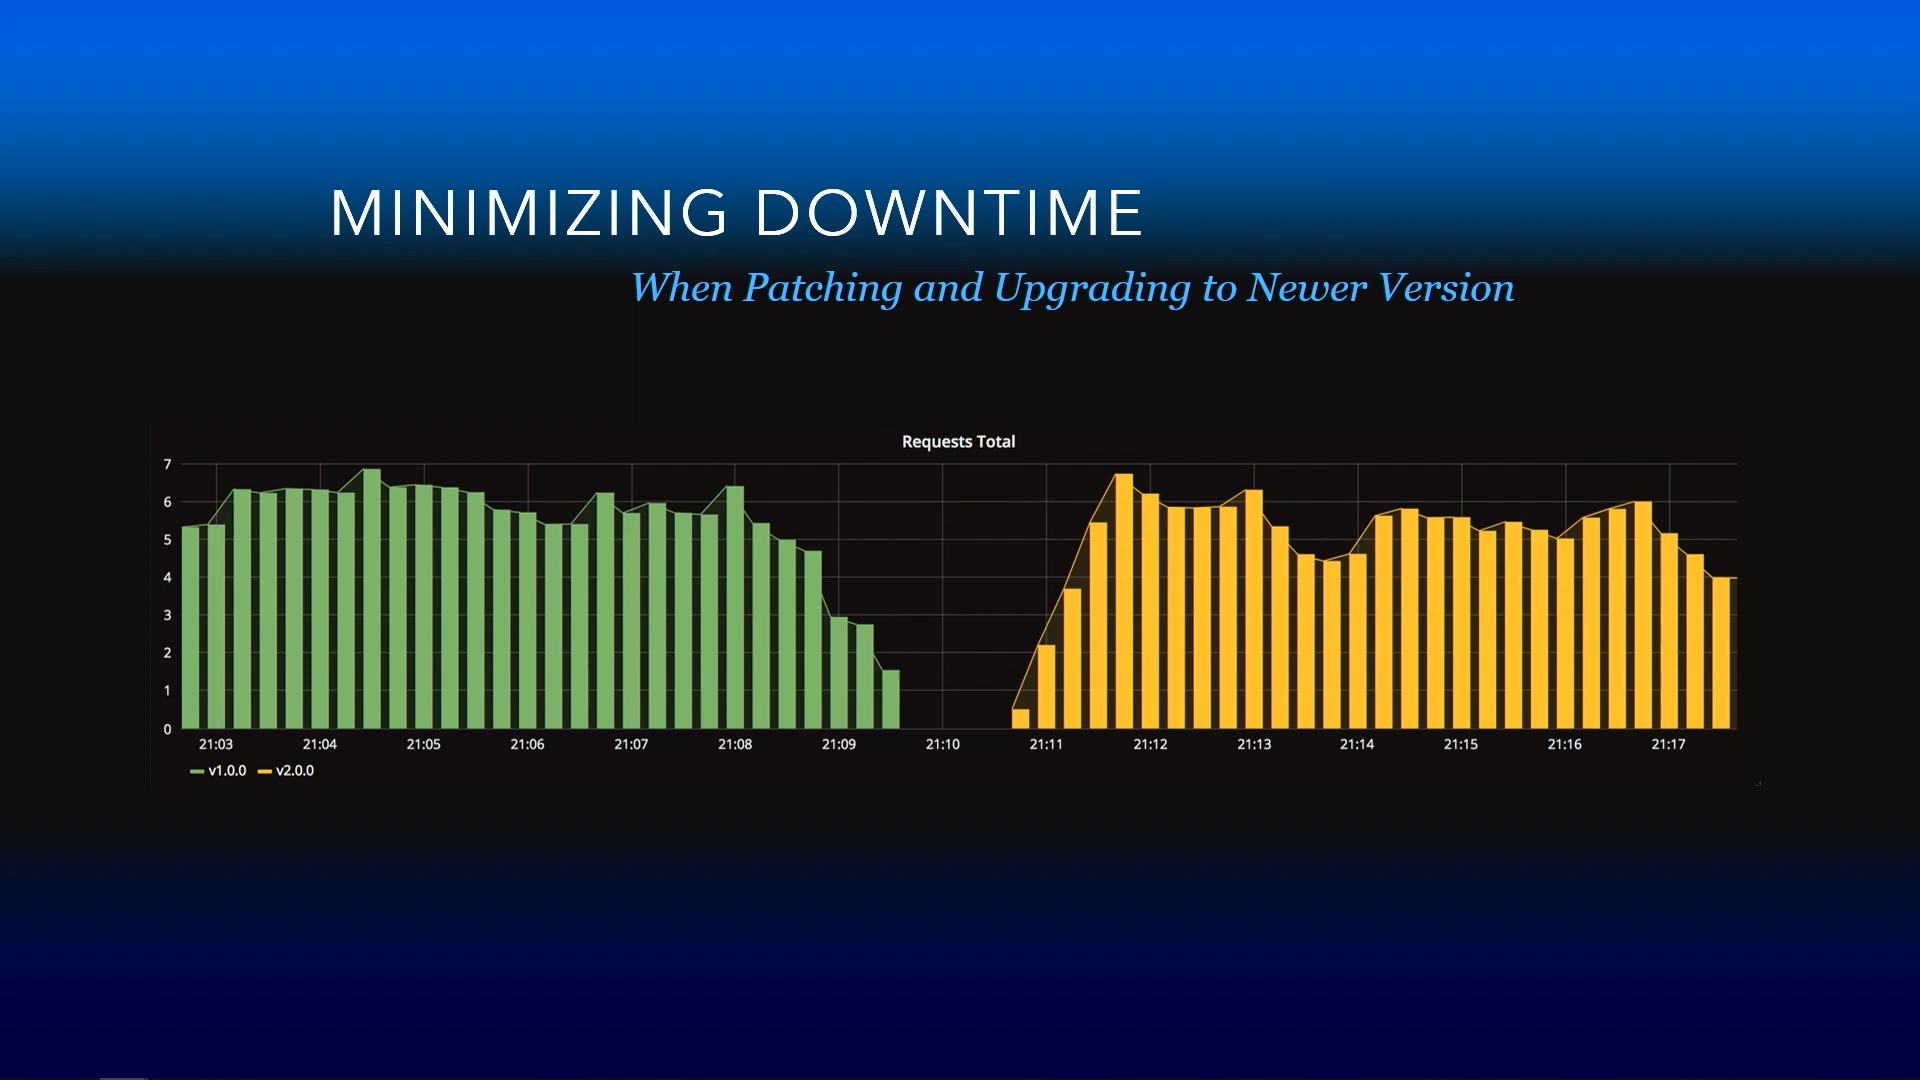 MINIMIZING DOWNTIME
When Patching and Upgrading to Newer Version
Requests Total
7
6
5
4
3
2
1
0
21:03 21:04 21:05 21:06 21:07 21:08 21:09 21:10 21:11 21:12 21:13 21:14 21:15 21:16 21:17
v1.0.0 v2.0.0